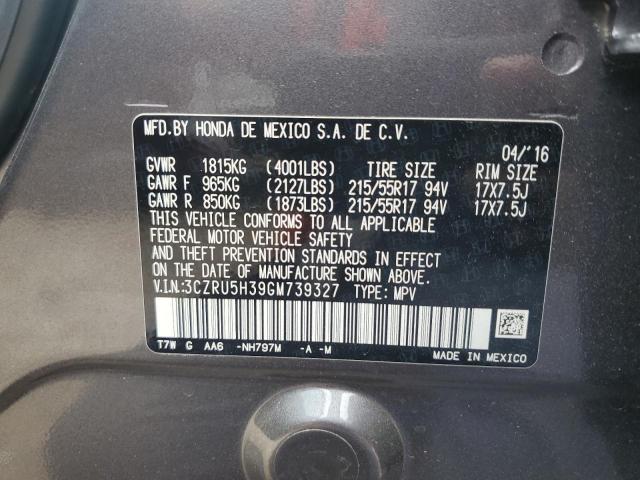 MFD.BY HONDA DE MEXICO S.A. DE C.V.
04/'16
GVWR 1815KG (4001LBS) TIRE SIZE RIM SIZE
GAWR F 965KG (2127LBS) 215/55R17 94V 17X7.5J
GAWR R 850KG (1873LBS) 215/55R17 94V 17X7.5J
THIS VEHICLE CONFORMS TO ALL APPLICABLE
FEDERAL MOTOR VEHICLE SAFETY
AND THEFT PREVENTION STANDARDS IN EFFECT
ON THE DATE OF MANUFACTURE SHOWN ABOVE.
V.I.N:3CZRU5H39GM739327 TYPE: MPV
T7W G AA6 -NH797M -A -M
MADE IN MEXICO